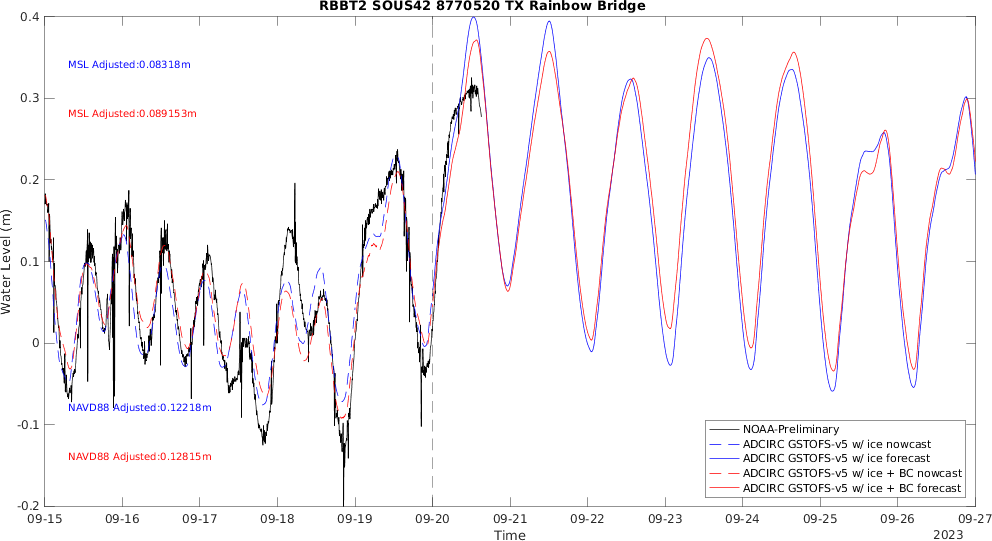 RBBT2 SOUS42 8770520 TX Rainbow Bridge
0.4
0.3
0.2
0.1
0
-0.1
-0.2
Water Level (m)
MSL Adjusted:0.08318m
MSL Adjusted:0.089153m
NAVD88 Adjusted:0.12218m
NAVD88 Adjusted:0.12815m
NOAA-Preliminary
ADCIRC GSTOFS-v5 w/ ice nowcast
ADCIRC GSTOFS-v5 w/ ice forecast
ADCIRC GSTOFS-v5 w/ ice + BC nowcast
ADCIRC GSTOFS-v5 w/ ice + BC forecast
09-15 09-16 09-17 09-18 09-19 09-20 09-21 09-22 09-23 09-24 09-25 09-26 09-27
Time
2023